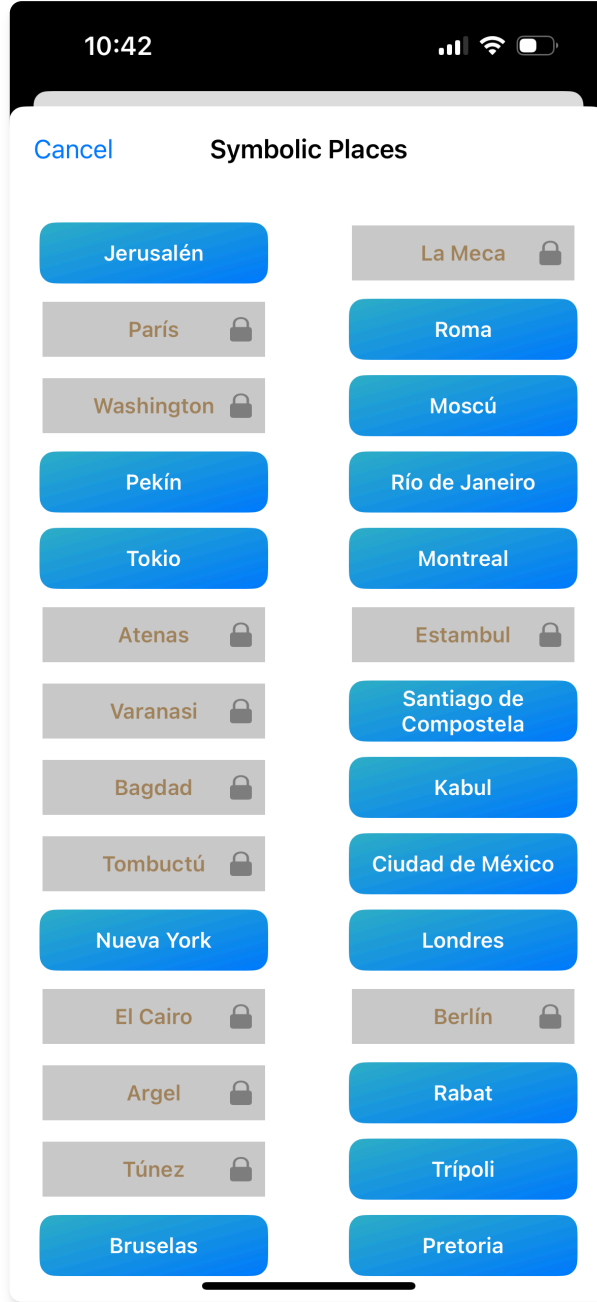 10:42
Cancel
Symbolic Places
Jerusalén
La Meca
París
Roma
Washington
Moscú
Pekín
Río de Janeiro
Tokio
Montreal
Atenas
Estambul
Varanasi
Santiago de
Compostela
Bagdad
Kabul
Tombuctú
Ciudad de México
Nueva York
Londres
El Cairo
Berlín
Argel
Rabat
Túnez
Trípoli
Bruselas
Pretoria